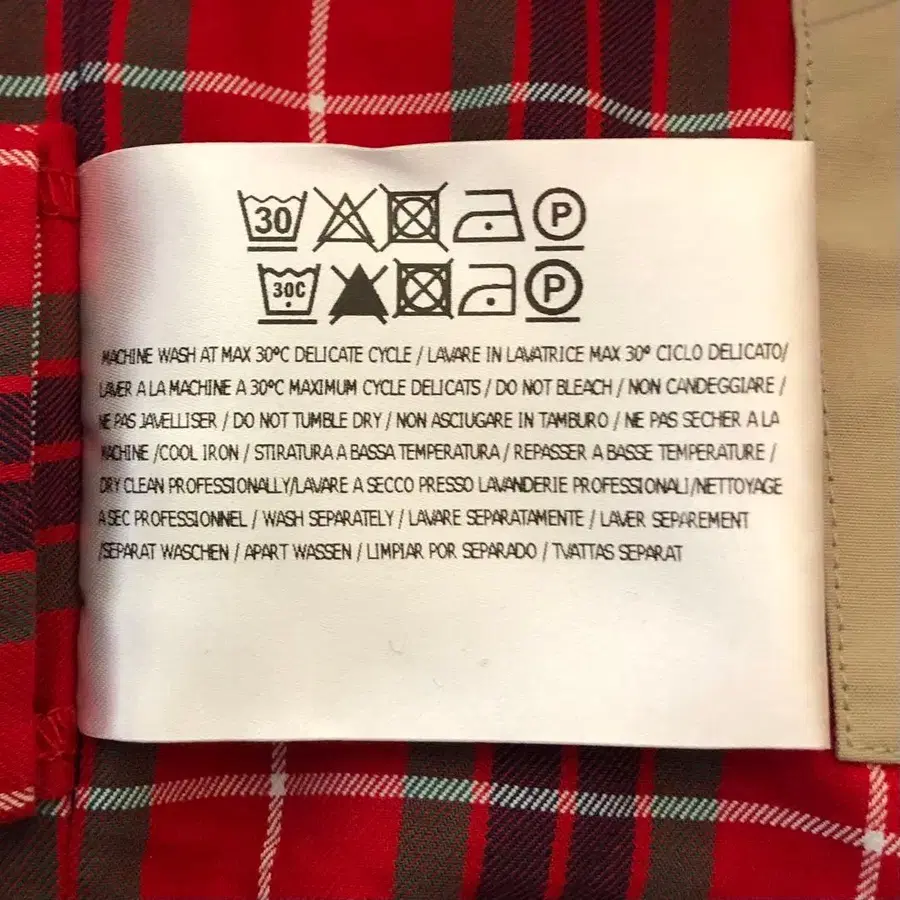 30 P
30C P
MACHINE WASH AT MAX 30ºC DELICATE CYCLE / LAVARE IN LAVATRICE MAX 30º CICLO DELICATO/
LAVER A LA MACHINE A 30ºC MAXIMUM CYCLE DELICATS / DO NOT BLEACH / NON CANDEGGIARE /
NE PAS JAVELLISER / DO NOT TUMBLE DRY / NON ASCIUGARE IN TAMBURO / NE PAS SECHER A LA
MACHINE /COOL IRON / STIRATURA A BASSA TEMPERATURA / REPASSER A BASSE TEMPERATURE /
DRY CLEAN PROFESSIONALLY/LAVARE A SECCO PRESSO LAVANDERIE PROFESSIONALI/NETTOYAGE
A SEC PROFESSIONNEL / WASH SEPARATELY / LAVARE SEPARATAMENTE / LAVER SEPAREMENT
/SEPARAT WASCHEN / APART WASSEN / LIMPIAR POR SEPARADO / TVATTAS SEPARAT